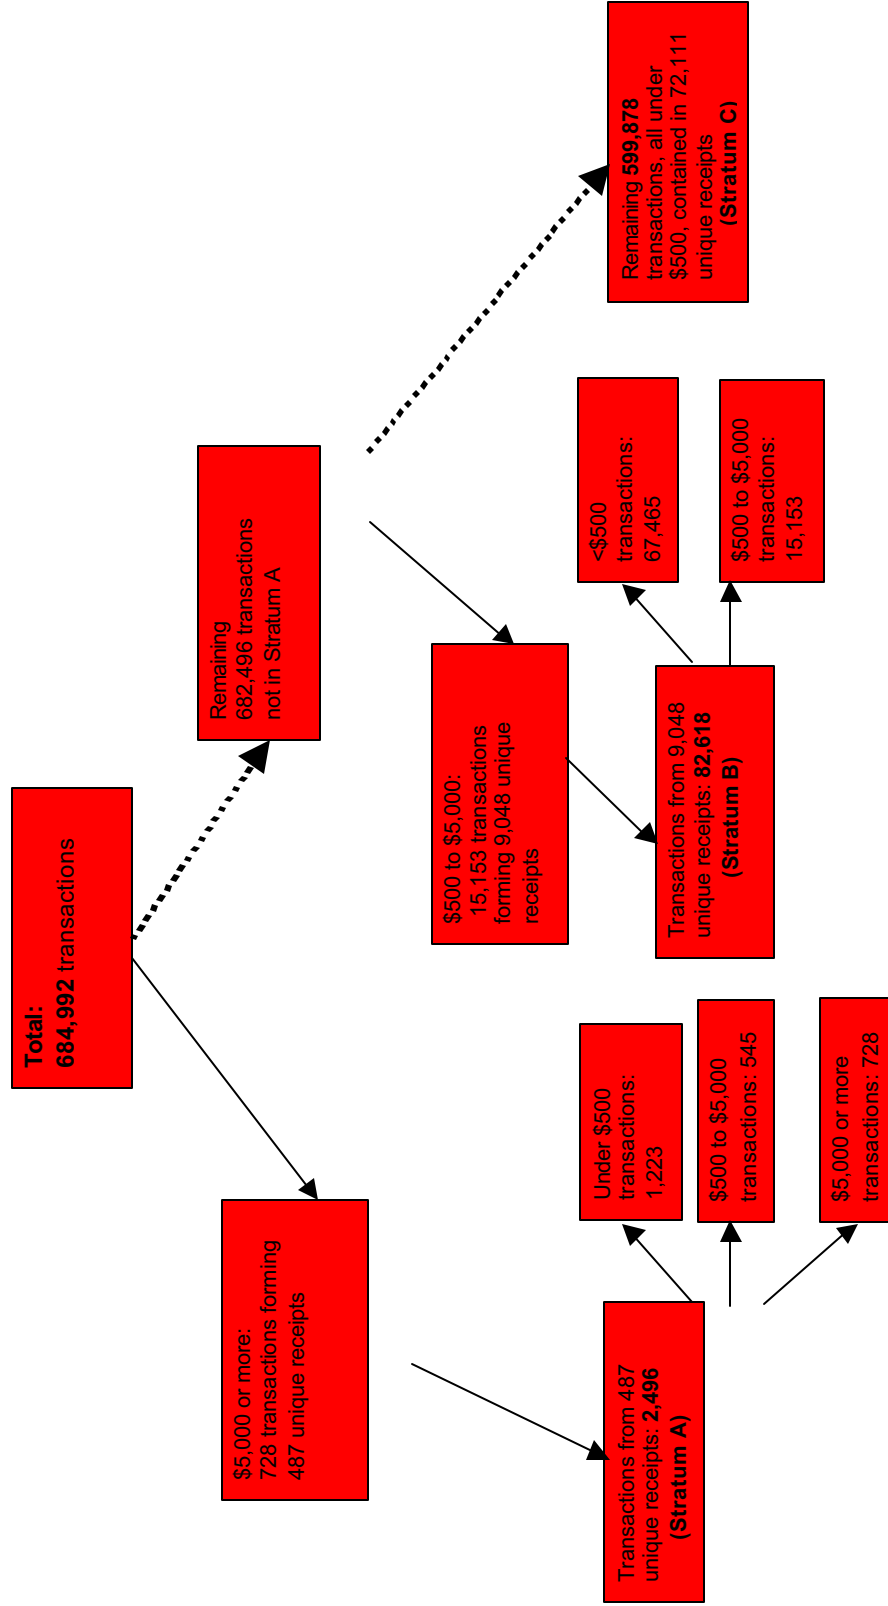 Total:
684,992 transactions
$5,000 or more:
728 transactions forming
487 unique receipts
Remaining
682,496 transactions
not in Stratum A
$500 to $5,000:
15,153 transactions
forming 9,048 unique
receipts
Transactions from 487
unique receipts: 2,496
(Stratum A)
Under $500
transactions:
1,223
$500 to $5,000
transactions: 545
$5,000 or more
transactions: 728
Transactions from 9,048
unique receipts: 82,618
(Stratum B)
<$500
transactions:
67,465
$500 to $5,000
transactions:
15,153
Remaining 599,878
transactions, all under
$500, contained in 72,111
unique receipts
(Stratum C)